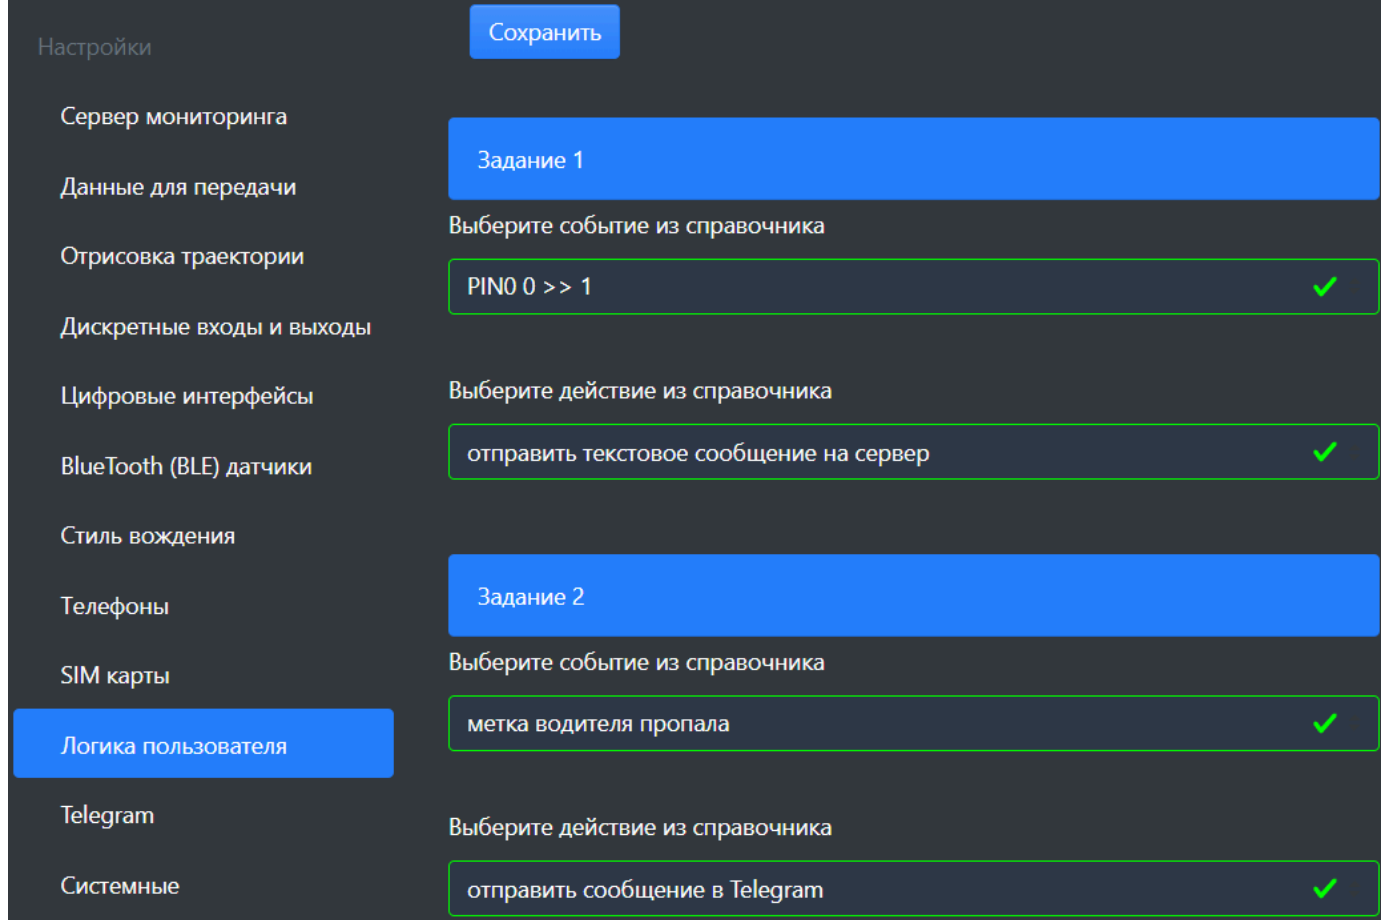 Настройки
Сервер мониторинга
Данные для передачи
Отрисовка траектории
Дискретные входы и выходы
Цифровые интерфейсы
BlueTooth (BLE) датчики
Стиль вождения
Телефоны
SIM карты
Логика пользователя
Telegram
Системные
Сохранить
Задание 1
Выберите событие из справочника
PIN0 0 >> 1
Выберите действие из справочника
отправить текстовое сообщение на сервер
Задание 2
Выберите событие из справочника
метка водителя пропала
Выберите действие из справочника
отправить сообщение в Telegram